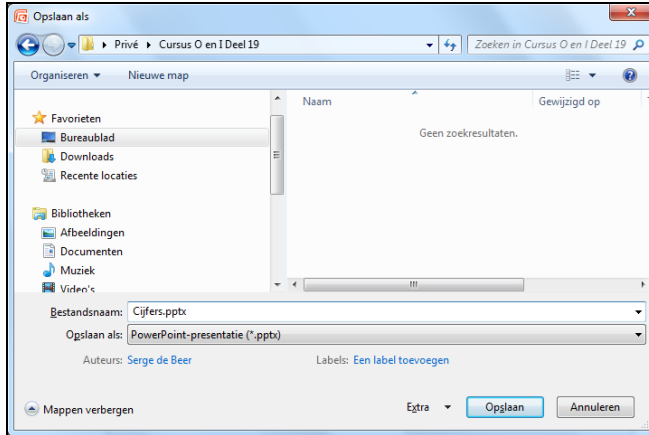 Opslaan als
Privé Cursus O en I Deel 19
Zoeken in Cursus O en I Deel 19
Organiseren
Nieuwe map
Naam
Gewijzigd op
Geen zoekresultaten.
Favorieten
Bureaublad
Downloads
Recente locaties
Bibliotheken
Afbeeldingen
Documenten
Muziek
Video's
Bestandsnaam: Cijfers.pptx
Opslaan als: PowerPoint-presentatie (*.pptx)
Auteurs: Serge de Beer
Labels: Een label toevoegen
Mappen verbergen
Extra
Opslaan
Annuleren